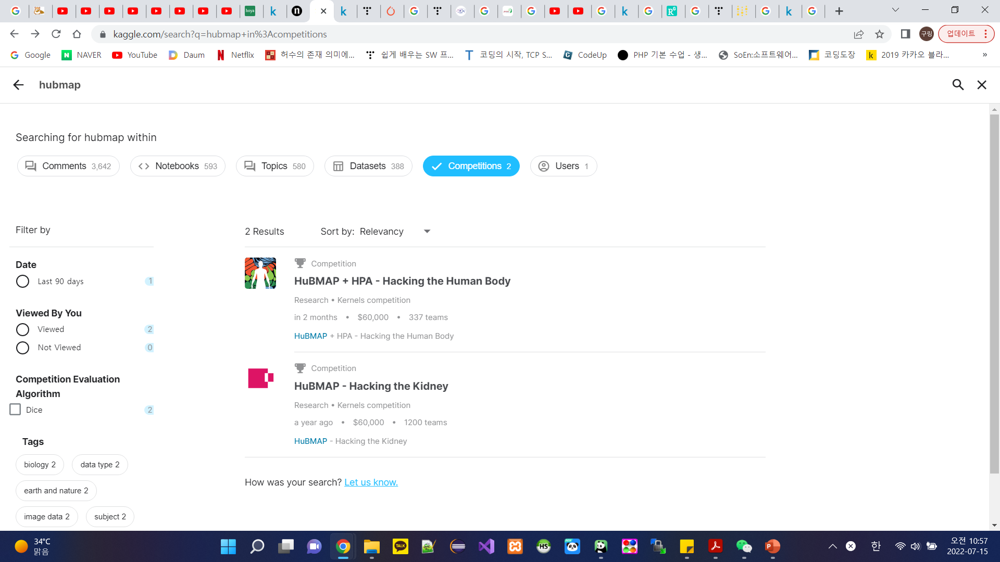 kaggle.com/search?q=hubmap+in%3Acompetitions
구링
업데이트
Google
NAVER
YouTube
Daum
Netflix
허수의 존재 의미에...
쉽게 배우는 SW 프...
코딩의 시작, TCP S...
CodeUp
PHP 기본 수업 - 생...
SoEn:소프트웨어...
코딩도장
2019 카카오 블라...
»
hubmap
Searching for hubmap within
Comments 3,642
Notebooks 593
Topics 580
Datasets 388
Competitions 2
Users 1
Filter by
2 Results
Sort by: Relevancy
Date
Last 90 days 1
Viewed By You
Viewed 2
Not Viewed 0
Competition Evaluation
Algorithm
Dice 2
Tags
biology 2
data type 2
earth and nature 2
image data 2
subject 2
Competition
HuBMAP + HPA - Hacking the Human Body
Research • Kernels competition
in 2 months • $60,000 • 337 teams
HuBMAP + HPA - Hacking the Human Body
Competition
HuBMAP - Hacking the Kidney
Research • Kernels competition
a year ago • $60,000 • 1200 teams
HuBMAP - Hacking the Kidney
How was your search? Let us know.
34°C
맑음
한
오전 10:57
2022-07-15